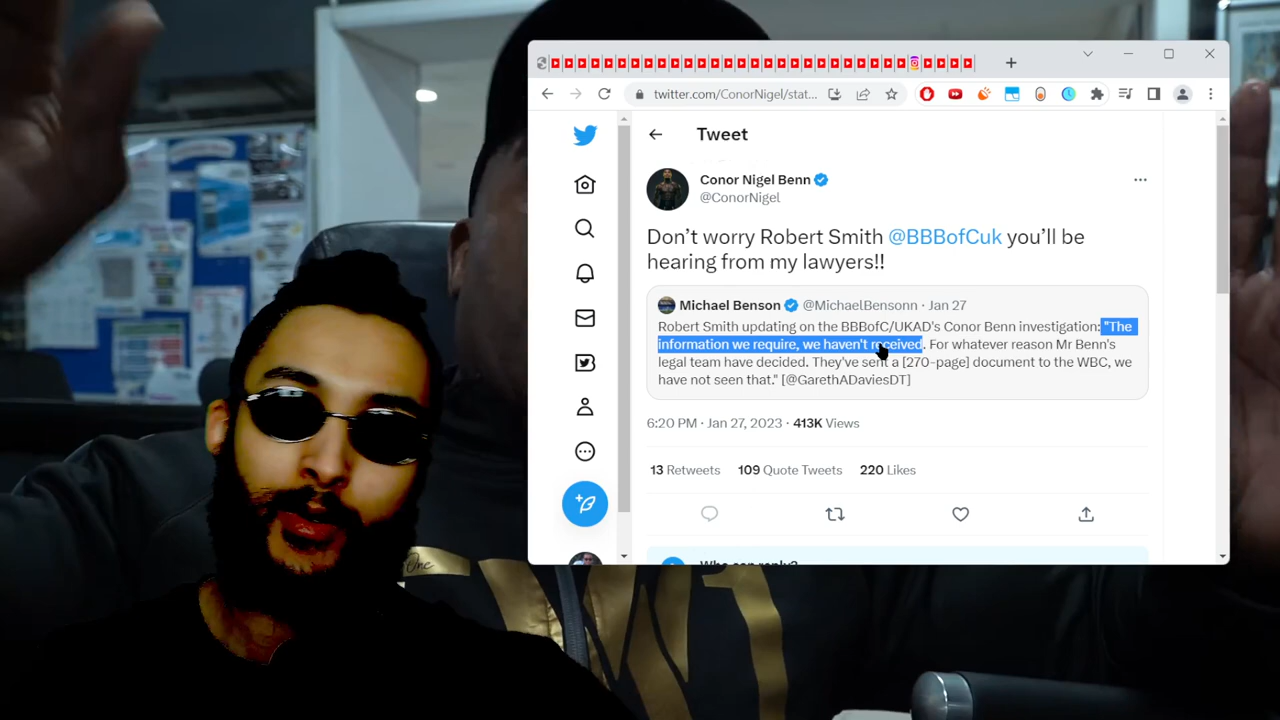 twitter.com/ConorNigel/stat...
Tweet
Conor Nigel Benn
@ConorNigel
Don’t worry Robert Smith @BBBofCuk you’ll be
hearing from my lawyers!!
Michael Benson @MichaelBensonn · Jan 27
Robert Smith updating on the BBBofC/UKAD's Conor Benn investigation: "The
information we require, we haven't received. For whatever reason Mr Benn's
legal team have decided. They've sent a [270-page] document to the WBC, we
have not seen that." [@GarethADaviesDT]
6:20 PM · Jan 27, 2023 · 413K Views
13 Retweets 109 Quote Tweets 220 Likes
Who can reply?